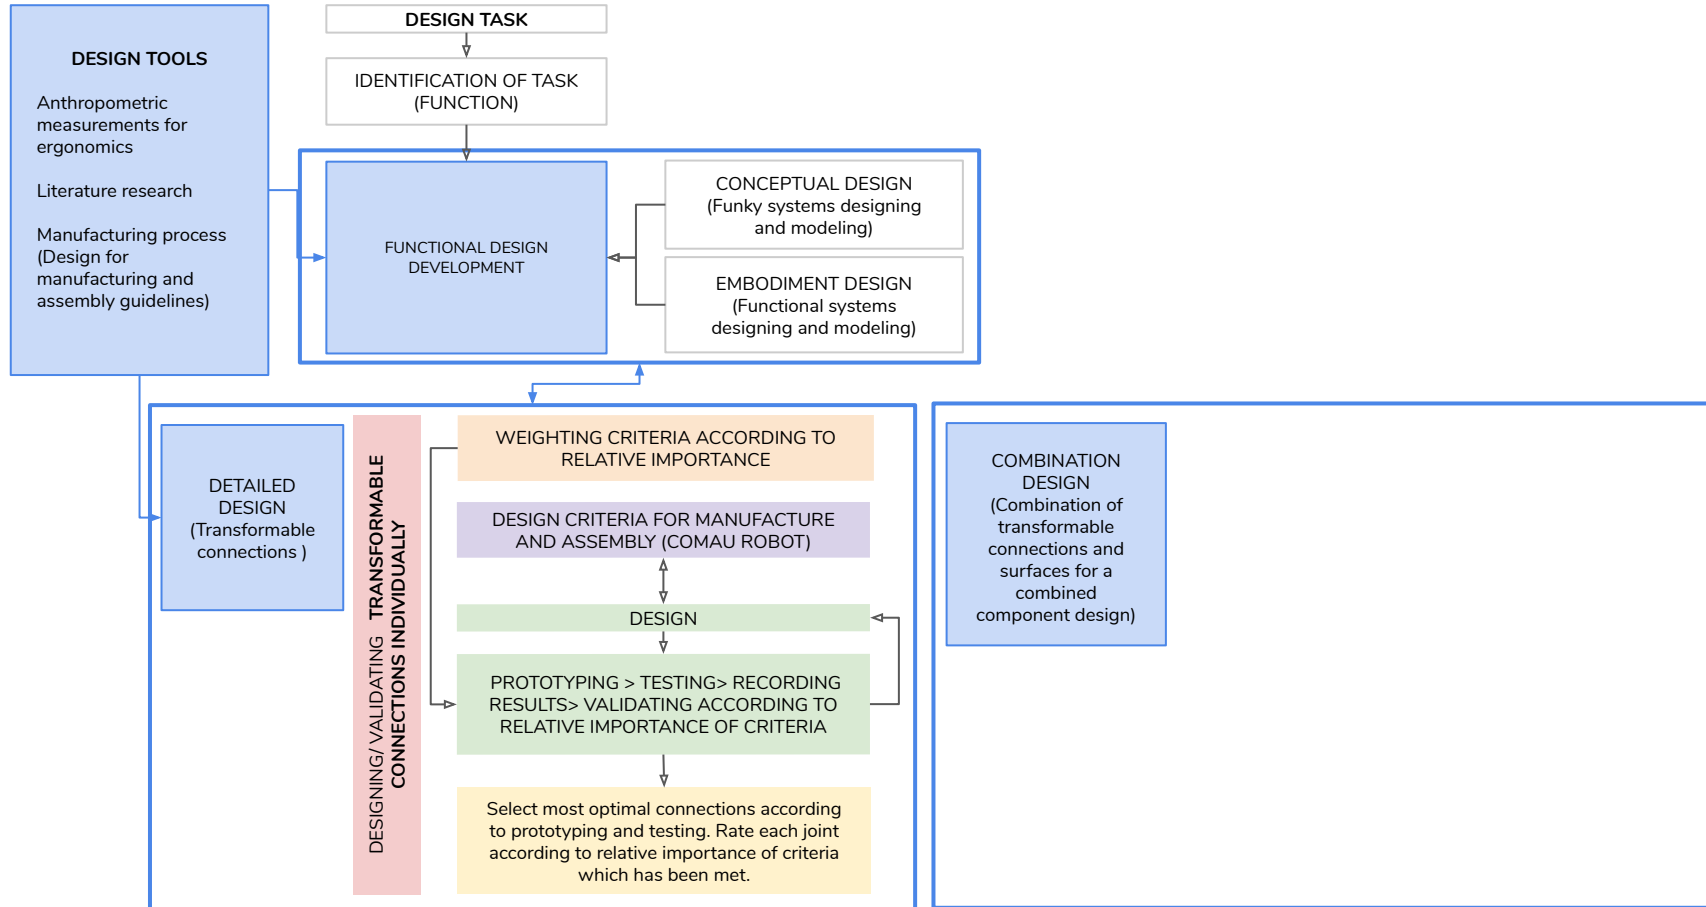 DESIGN TASK
DESIGN TOOLS
Anthropometric
measurements for
ergonomics
Literature research
Manufacturing process
(Design for
manufacturing and
assembly guidelines)
IDENTIFICATION OF TASK
(FUNCTION)
FUNCTIONAL DESIGN
DEVELOPMENT
CONCEPTUAL DESIGN
(Funky systems designing
and modeling)
EMBODIMENT DESIGN
(Functional systems
designing and modeling)
DETAILED
DESIGN
(Transformable
connections )
DESIGNING/ VALIDATING TRANSFORMABLE
CONNECTIONS INDIVIDUALLY
WEIGHTING CRITERIA ACCORDING TO
RELATIVE IMPORTANCE
DESIGN CRITERIA FOR MANUFACTURE
AND ASSEMBLY (COMAU ROBOT)
DESIGN
PROTOTYPING > TESTING> RECORDING
RESULTS> VALIDATING ACCORDING TO
RELATIVE IMPORTANCE OF CRITERIA
Select most optimal connections according
to prototyping and testing. Rate each joint
according to relative importance of criteria
which has been met.
COMBINATION
DESIGN
(Combination of
transformable
connections and
surfaces for a
combined
component design)